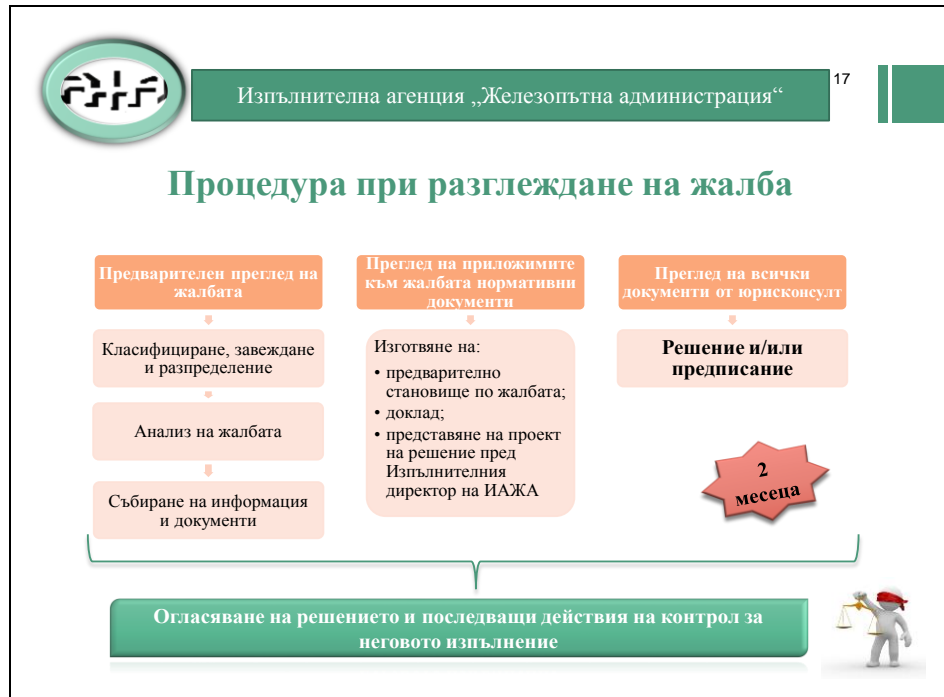 Изпълнителна агенция „Железопътна администрация“
17
Процедура при разглеждане на жалба
Предварителен преглед на
жалбата
Класифициране, завеждане
и разпределение
Анализ на жалбата
Събиране на информация
и документи
Преглед на приложимите
към жалбата нормативни
документи
Изготвяне на:
• предварително
становище по жалбата;
• доклад;
• представяне на проект
на решение пред
Изпълнителния
директор на ИАЖА
Преглед на всички
документи от юрисконсулт
Решение и/или
предписание
2
месеца
Огласяване на решението и последващи действия на контрол за
неговото изпълнение